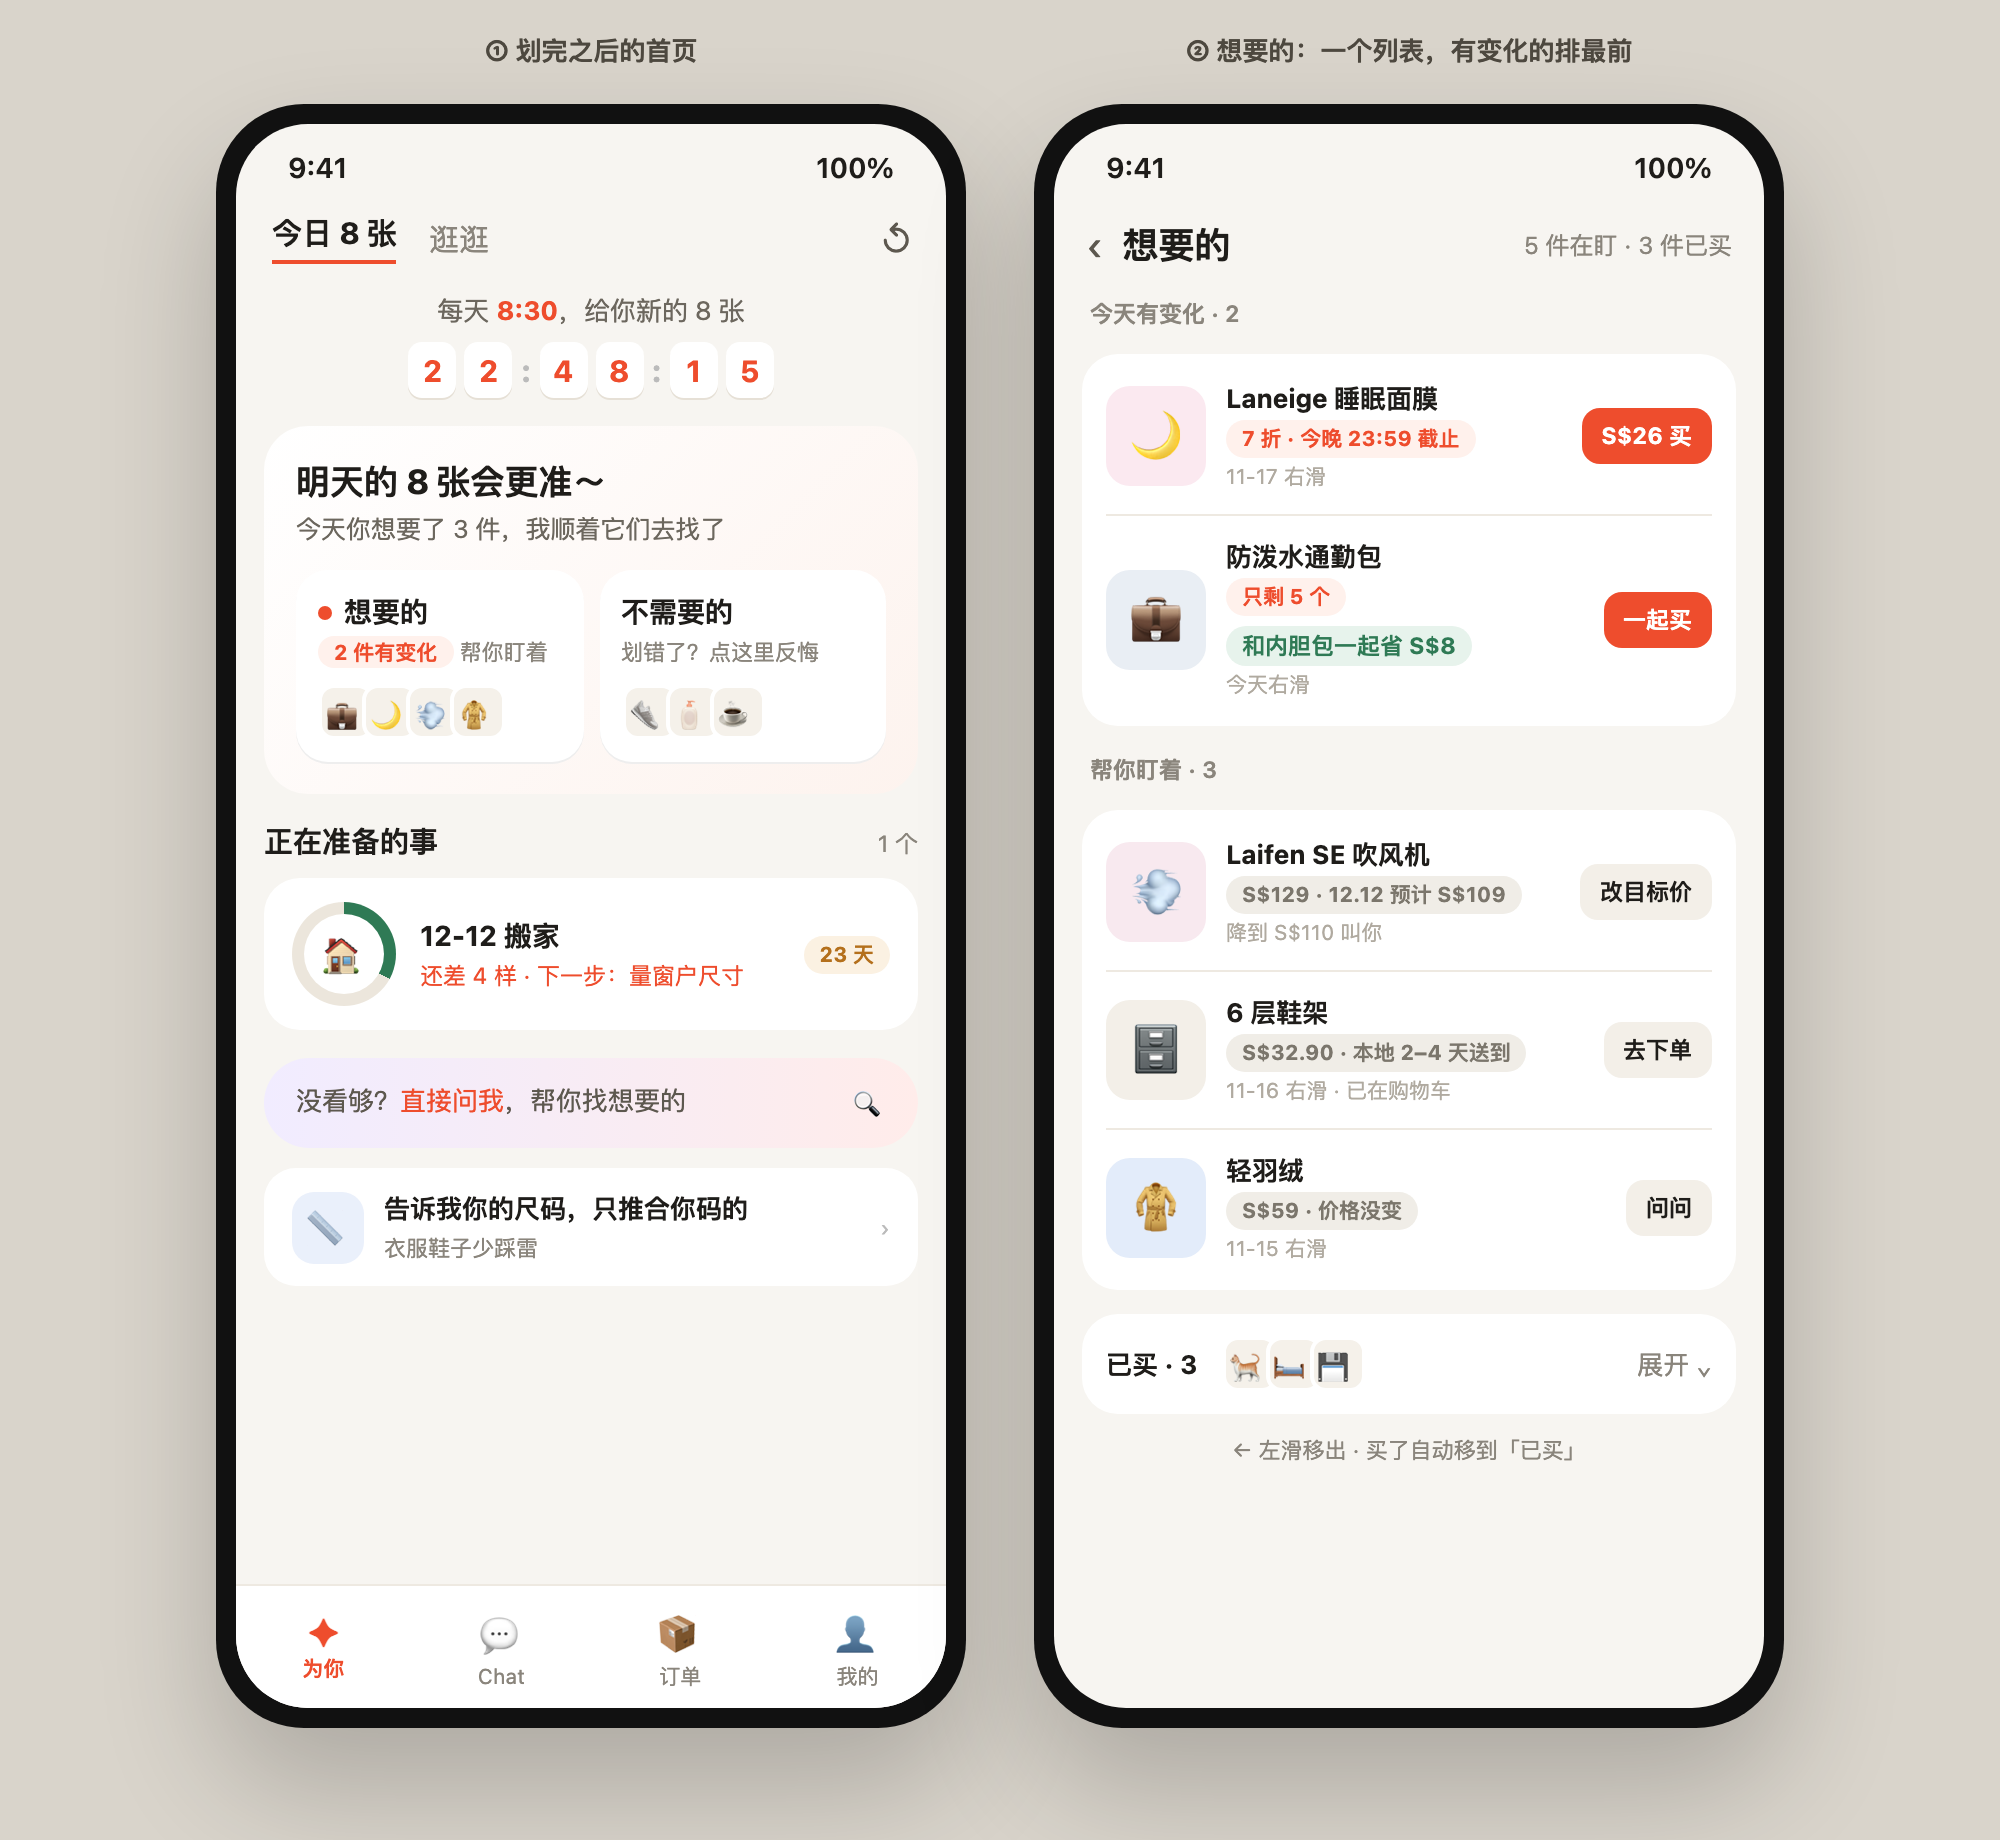 ① 划完之后的首页
9:41
100%
今日 8 张
逛逛
每天 8:30，给你新的 8 张
2 2 : 4 8 : 1 5
明天的 8 张会更准～
今天你想要了 3 件，我顺着它们去找了
想要的
2 件有变化 帮你盯着
不需要的
划错了？点这里反悔
正在准备的事
1 个
12-12 搬家
还差 4 样 · 下一步：量窗户尺寸
23 天
没看够？直接问我，帮你找想要的
告诉我你的尺码，只推合你码的
衣服鞋子少踩雷
›
为你
Chat
订单
我的
② 想要的：一个列表，有变化的排最前
9:41
100%
‹ 想要的
5 件在盯 · 3 件已买
今天有变化 · 2
Laneige 睡眠面膜
7 折 · 今晚 23:59 截止
11-17 右滑
S$26 买
防泼水通勤包
只剩 5 个
和内胆包一起省 S$8
今天右滑
一起买
帮你盯着 · 3
Laifen SE 吹风机
S$129 · 12.12 预计 S$109
降到 S$110 叫你
改目标价
6 层鞋架
S$32.90 · 本地 2–4 天送到
11-16 右滑 · 已在购物车
去下单
轻羽绒
S$59 · 价格没变
11-15 右滑
问问
已买 · 3
展开 ⌄
← 左滑移出 · 买了自动移到「已买」